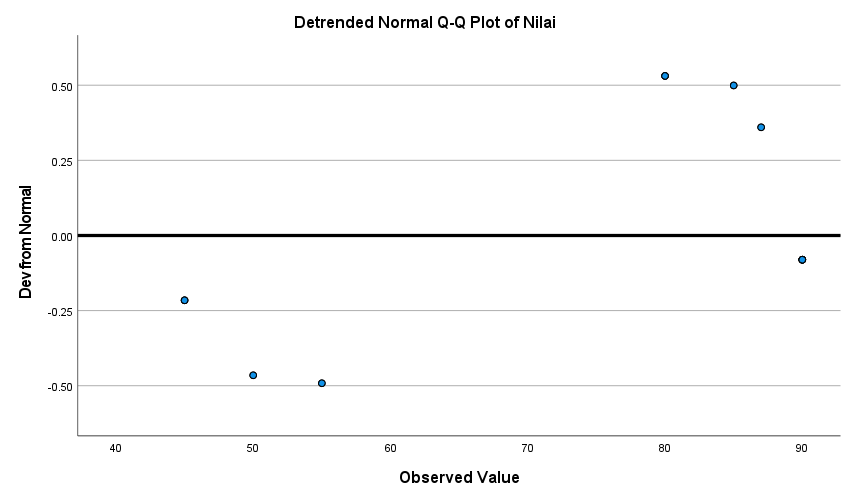 Detrended Normal Q-Q Plot of Nilai
0.50
0.25
0.00
-0.25
-0.50
Dev from Normal
40 50 60 70 80 90
Observed Value